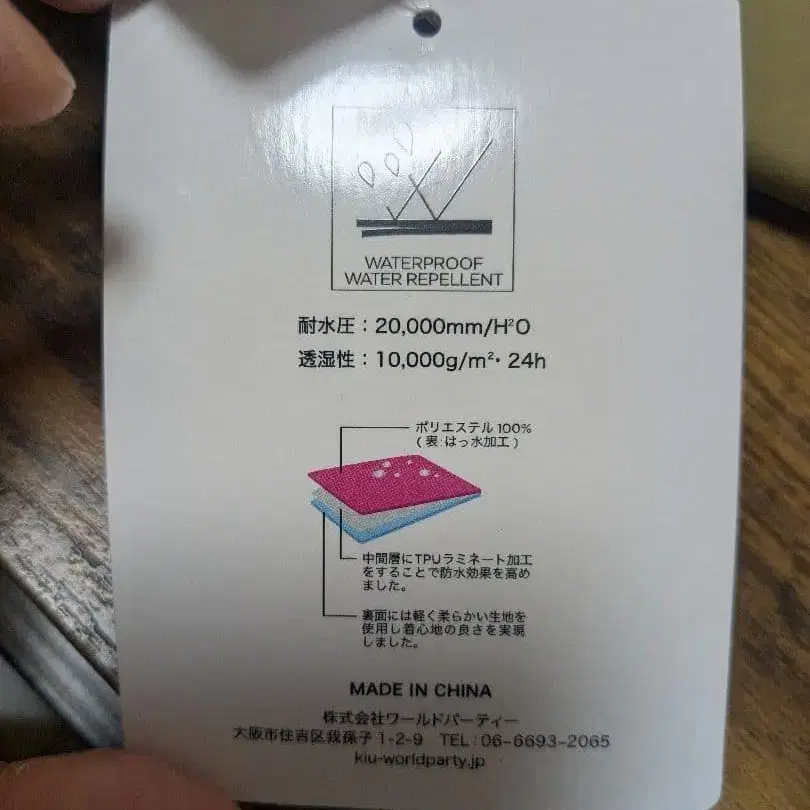 WATERPROOF
WATER REPELLENT
耐水圧：20,000mm/H²O
透湿性：10,000g/m²・24h
ポリエステル100%
（表：はっ水加工）
中間層にTPUラミネート加工
をすることで防水効果を高め
ました。
裏面には軽く柔らかい生地を
使用し着心地の良さを実現
しました。
MADE IN CHINA
株式会社ワールドパーティー
大阪市住吉区我孫子1-2-9 TEL：06-6693-2065
kiu-worldparty.jp